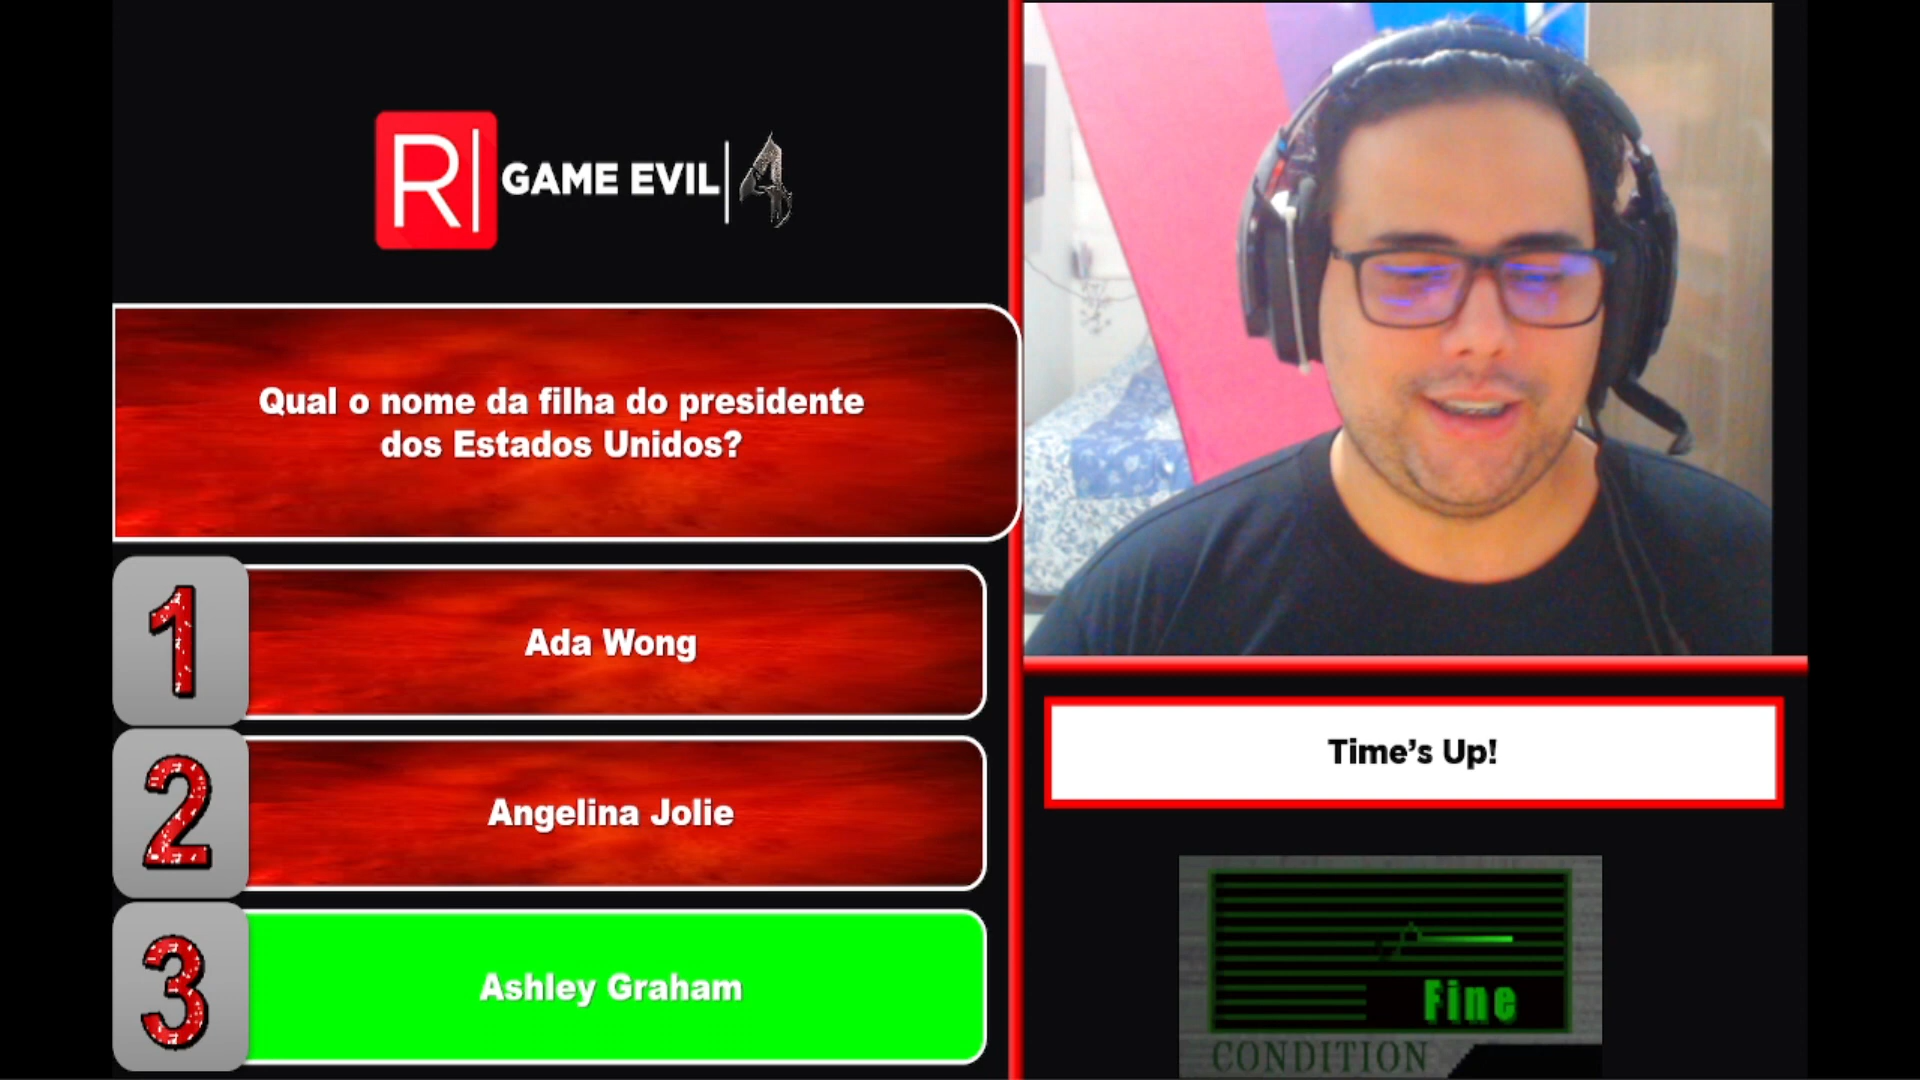 R|
GAME EVIL|4
Qual o nome da filha do presidente
dos Estados Unidos?
1
Ada Wong
2
Angelina Jolie
3
Ashley Graham
Time’s Up!
Fine
CONDITION